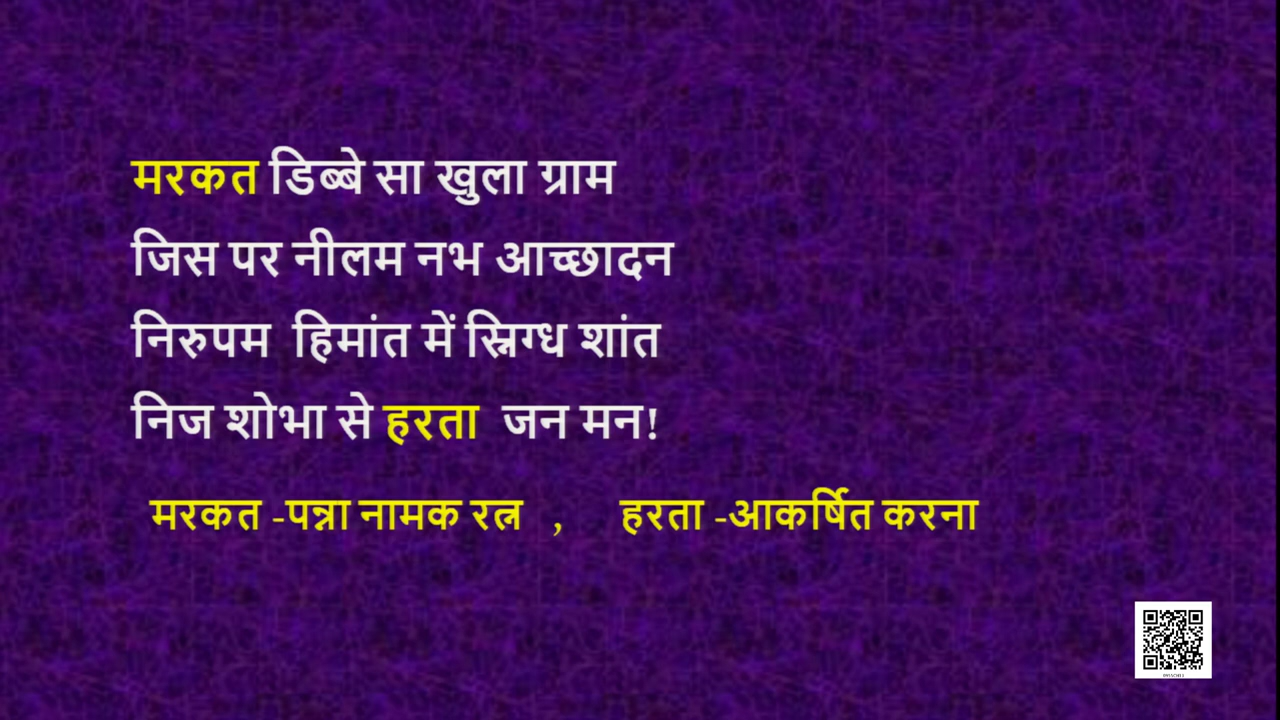 मरकत डिब्बे सा खुला ग्राम
जिस पर नीलम नभ आच्छादन
निरुपम हिमांत में स्निग्ध शांत
निज शोभा से हरता जन मन!
मरकत -पन्ना नामक रत्न , हरता -आकर्षित करना